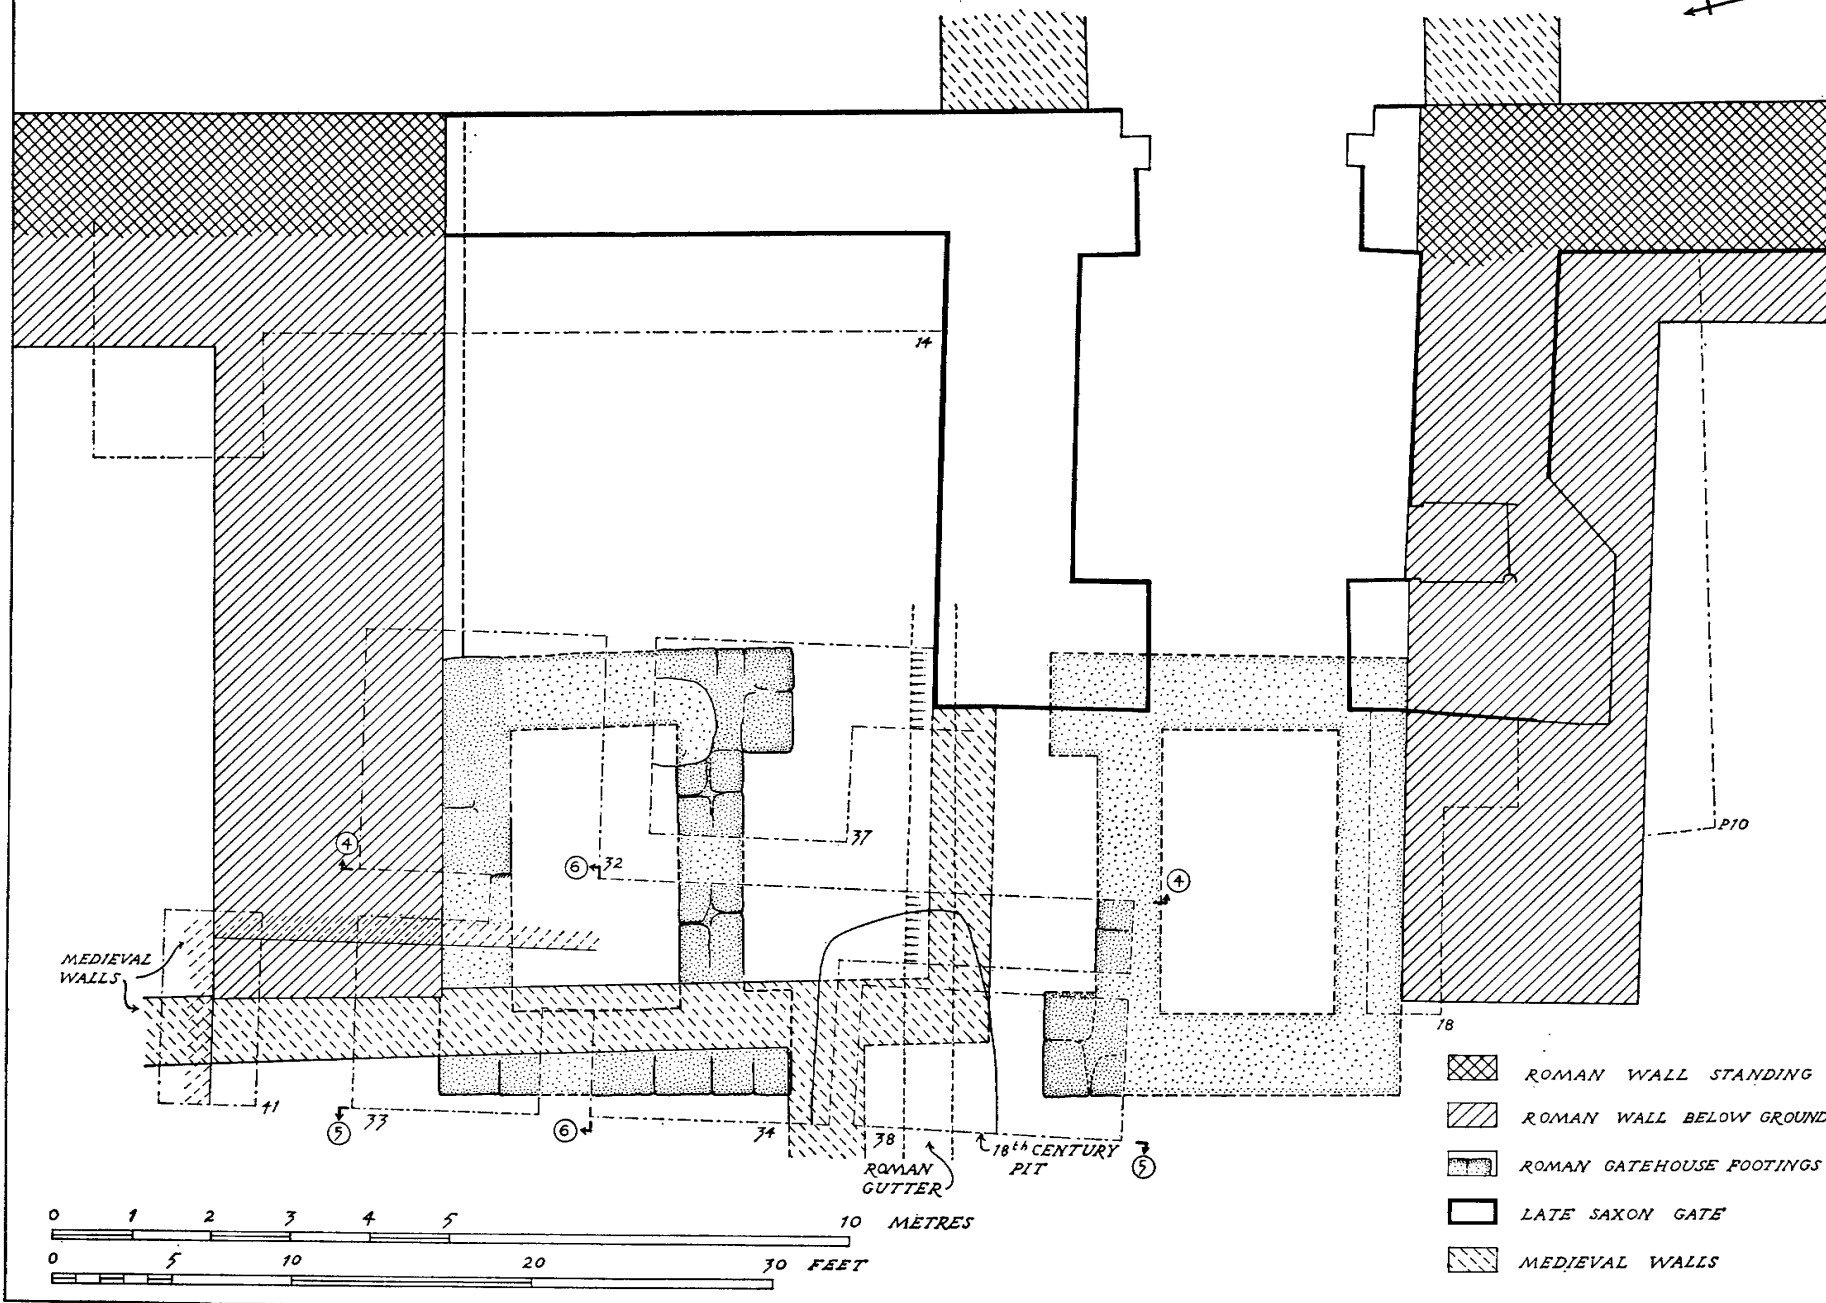 14
4
6
32
37
4
P10
MEDIEVAL
WALLS
18
41
5
33
6
34
38
18th CENTURY
PIT
5
ROMAN
GUTTER
ROMAN WALL STANDING
ROMAN WALL BELOW GROUND
ROMAN GATEHOUSE FOOTINGS
LATE SAXON GATE
MEDIEVAL WALLS
0 1 2 3 4 5 10 METRES
0 5 10 20 30 FEET